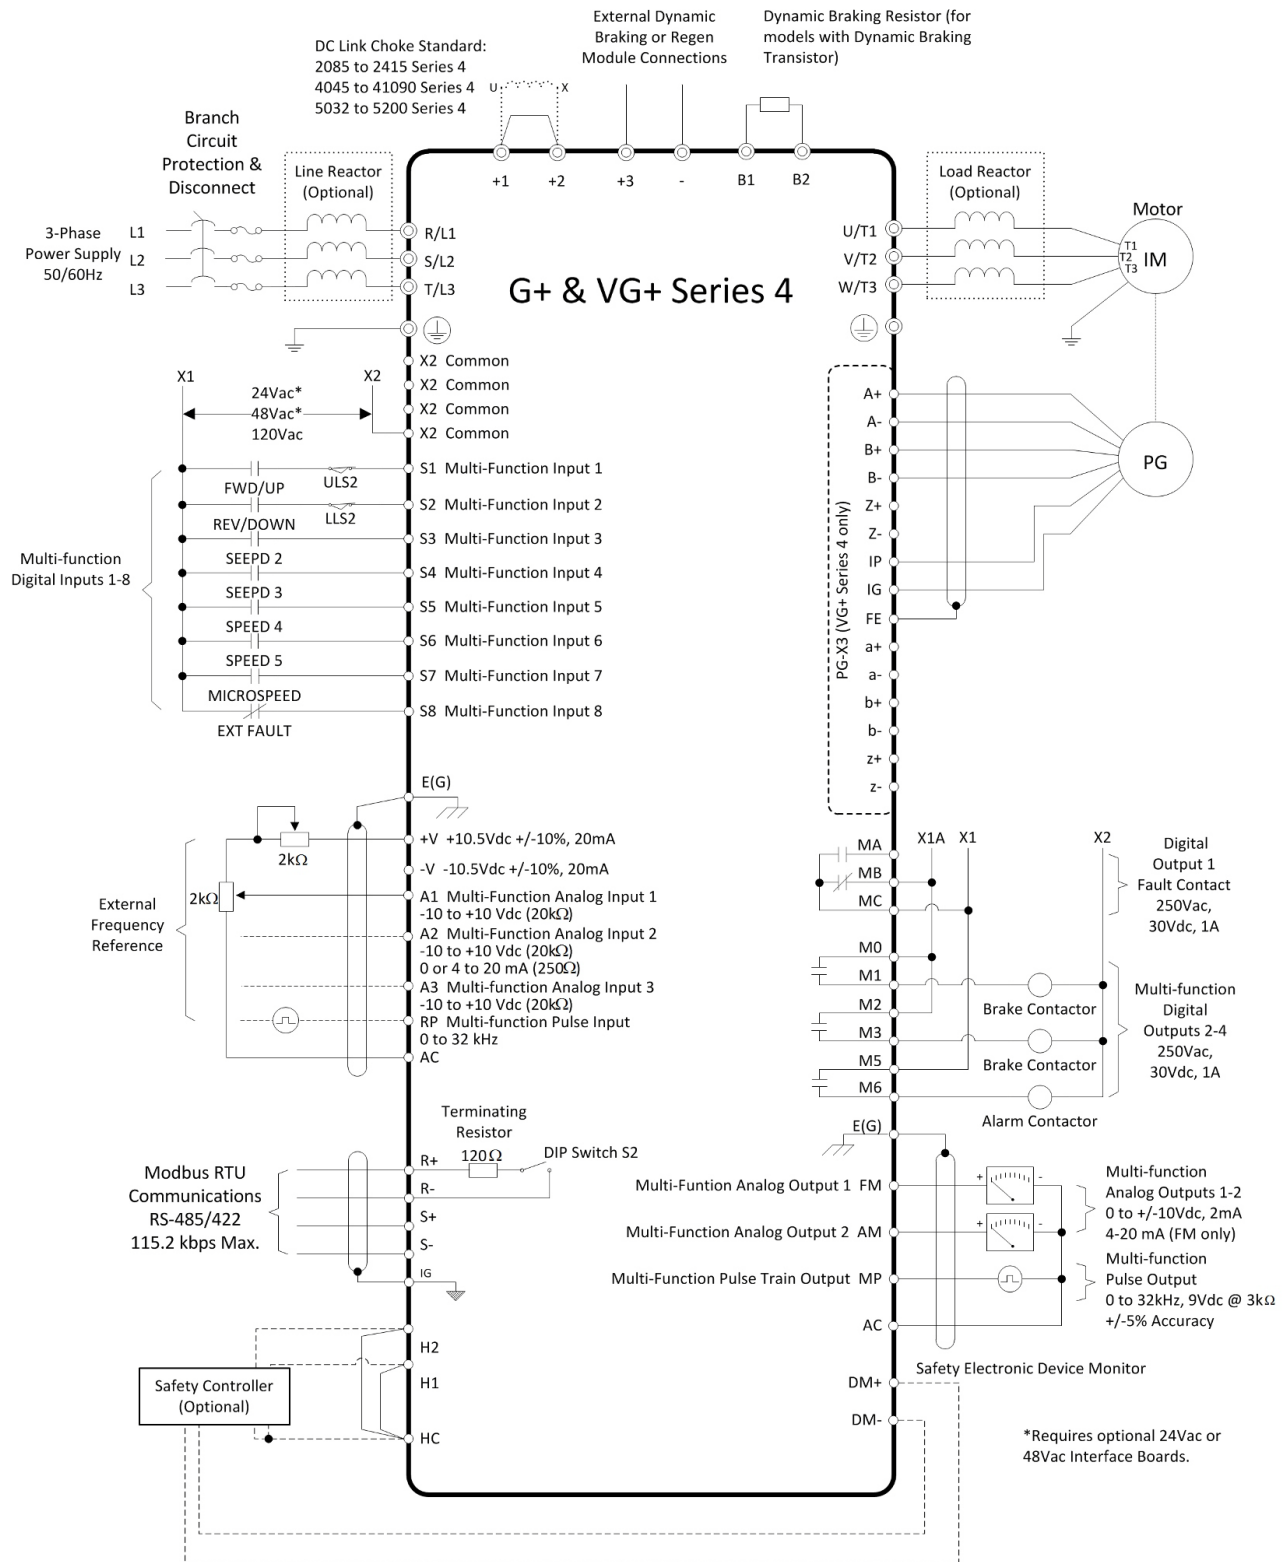 External Dynamic
Braking or Regen
Module Connections
Dynamic Braking Resistor (for
models with Dynamic Braking
Transistor)
DC Link Choke Standard:
2085 to 2415 Series 4
4045 to 41090 Series 4
5032 to 5200 Series 4
U
X
Branch
Circuit
Protection &
Disconnect
Line Reactor
(Optional)
+1
+2
+3
-
B1
B2
Load Reactor
(Optional)
Motor
3-Phase
Power Supply
50/60Hz
L1
L2
L3
R/L1
S/L2
T/L3
G+ & VG+ Series 4
U/T1
V/T2
W/T3
T1
T2
T3
IM
X2 Common
X2 Common
X2 Common
X2 Common
X1
X2
24Vac*
48Vac*
120Vac
Multi-function
Digital Inputs 1-8
S1 Multi-Function Input 1
FWD/UP
ULS2
S2 Multi-Function Input 2
REV/DOWN
LLS2
S3 Multi-Function Input 3
SEEPD 2
S4 Multi-Function Input 4
SEEPD 3
S5 Multi-Function Input 5
SPEED 4
S6 Multi-Function Input 6
SPEED 5
S7 Multi-Function Input 7
MICROSPEED
S8 Multi-Function Input 8
EXT FAULT
PG-X3 (VG+ Series 4 only)
A+
A-
B+
B-
Z+
Z-
IP
IG
FE
a+
a-
b+
b-
z+
z-
PG
E(G)
+V +10.5Vdc +/-10%, 20mA
2kΩ
-V -10.5Vdc +/-10%, 20mA
2kΩ
A1 Multi-Function Analog Input 1
-10 to +10 Vdc (20kΩ)
External
Frequency
Reference
A2 Multi-Function Analog Input 2
-10 to +10 Vdc (20kΩ)
0 or 4 to 20 mA (250Ω)
A3 Multi-function Analog Input 3
-10 to +10 Vdc (20kΩ)
RP Multi-function Pulse Input
0 to 32 kHz
AC
MA
MB
MC
X1A
X1
X2
Digital
Output 1
Fault Contact
250Vac,
30Vdc, 1A
M0
M1
M2
M3
M5
M6
Brake Contactor
Brake Contactor
Alarm Contactor
Multi-function
Digital
Outputs 2-4
250Vac,
30Vdc, 1A
Terminating
Resistor
120Ω
DIP Switch S2
Modbus RTU
Communications
RS-485/422
115.2 kbps Max.
R+
R-
S+
S-
IG
E(G)
Multi-Funtion Analog Output 1 FM
+
-
Multi-Function Analog Output 2 AM
+
-
Multi-Function Pulse Train Output MP
AC
Multi-function
Analog Outputs 1-2
0 to +/-10Vdc, 2mA
4-20 mA (FM only)
Multi-function
Pulse Output
0 to 32kHz, 9Vdc @ 3kΩ
+/-5% Accuracy
H2
H1
HC
Safety Controller
(Optional)
Safety Electronic Device Monitor
DM+
DM-
*Requires optional 24Vac or
48Vac Interface Boards.